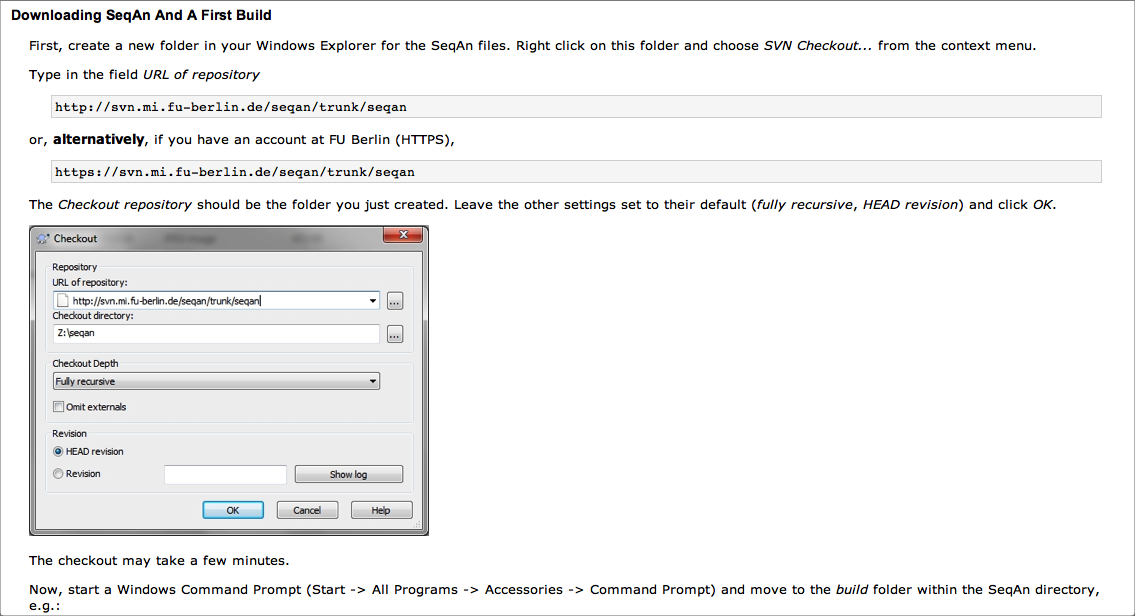 Downloading SeqAn And A First Build
First, create a new folder in your Windows Explorer for the SeqAn files. Right click on this folder and choose SVN Checkout... from the context menu.
Type in the field URL of repository
http://svn.mi.fu-berlin.de/seqan/trunk/seqan
or, alternatively, if you have an account at FU Berlin (HTTPS),
https://svn.mi.fu-berlin.de/seqan/trunk/seqan
The Checkout repository should be the folder you just created. Leave the other settings set to their default (fully recursive, HEAD revision) and click OK.
Checkout
Repository
URL of repository:
http://svn.mi.fu-berlin.de/seqan/trunk/seqan
...
Checkout directory:
Z:\seqan
...
Checkout Depth
Fully recursive
Omit externals
Revision
HEAD revision
Revision
Show log
OK
Cancel
Help
The checkout may take a few minutes.
Now, start a Windows Command Prompt (Start -> All Programs -> Accessories -> Command Prompt) and move to the build folder within the SeqAn directory,
e.g.: